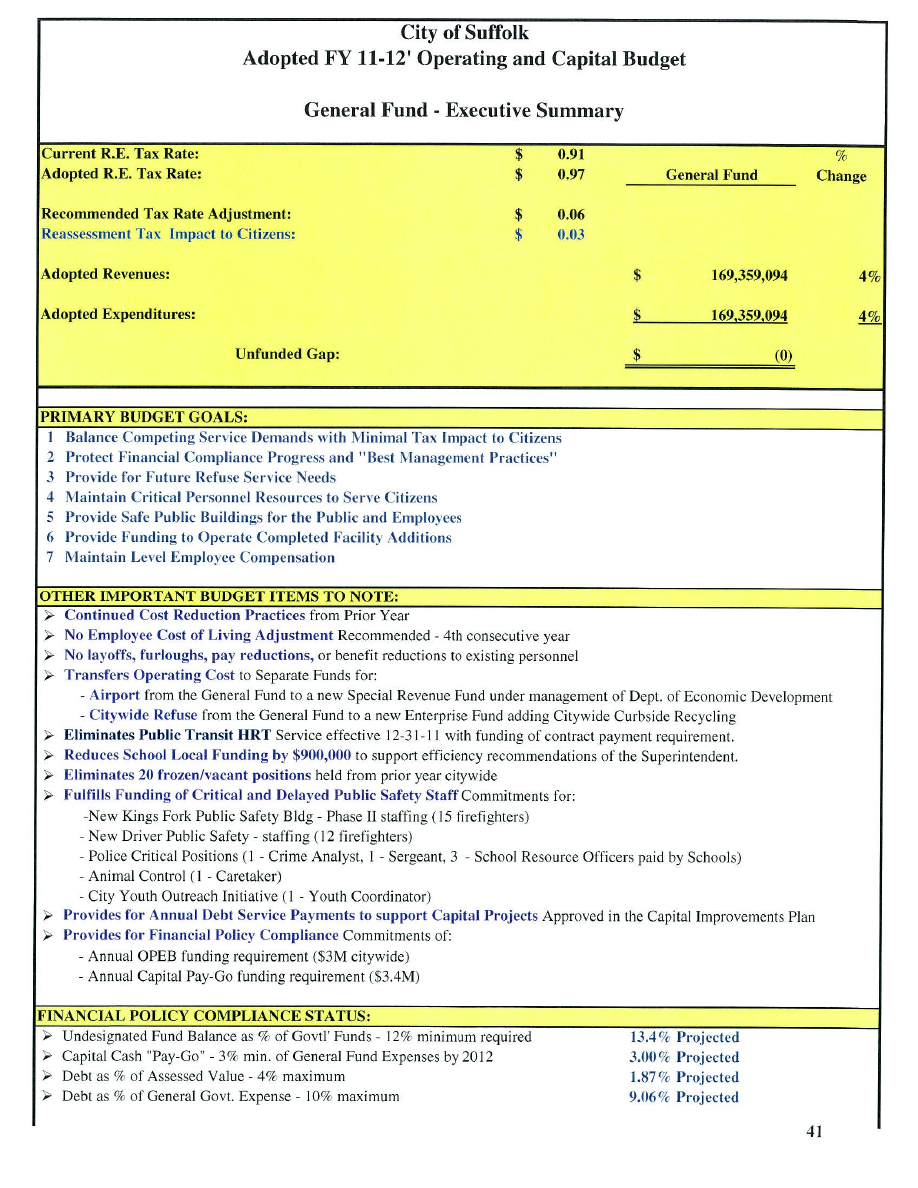 City of Suffolk
Adopted FY 11-12' Operating and Capital Budget
General Fund - Executive Summary
Current R.E. Tax Rate: $ 0.91 %
Adopted R.E. Tax Rate: $ 0.97 General Fund Change
Recommended Tax Rate Adjustment: $ 0.06
Reassessment Tax Impact to Citizens: $ 0.03
Adopted Revenues: $ 169,359,094 4%
Adopted Expenditures: $ 169,359,094 4%
Unfunded Gap: $ (0)
PRIMARY BUDGET GOALS:
1 Balance Competing Service Demands with Minimal Tax Impact to Citizens
2 Protect Financial Compliance Progress and "Best Management Practices"
3 Provide for Future Refuse Service Needs
4 Maintain Critical Personnel Resources to Serve Citizens
5 Provide Safe Public Buildings for the Public and Employees
6 Provide Funding to Operate Completed Facility Additions
7 Maintain Level Employee Compensation
OTHER IMPORTANT BUDGET ITEMS TO NOTE:
➢ Continued Cost Reduction Practices from Prior Year
➢ No Employee Cost of Living Adjustment Recommended - 4th consecutive year
➢ No layoffs, furloughs, pay reductions, or benefit reductions to existing personnel
➢ Transfers Operating Cost to Separate Funds for:
- Airport from the General Fund to a new Special Revenue Fund under management of Dept. of Economic Development
- Citywide Refuse from the General Fund to a new Enterprise Fund adding Citywide Curbside Recycling
➢ Eliminates Public Transit HRT Service effective 12-31-11 with funding of contract payment requirement.
➢ Reduces School Local Funding by $900,000 to support efficiency recommendations of the Superintendent.
➢ Eliminates 20 frozen/vacant positions held from prior year citywide
➢ Fulfills Funding of Critical and Delayed Public Safety Staff Commitments for:
-New Kings Fork Public Safety Bldg - Phase II staffing (15 firefighters)
- New Driver Public Safety - staffing (12 firefighters)
- Police Critical Positions (1 - Crime Analyst, 1 - Sergeant, 3 - School Resource Officers paid by Schools)
- Animal Control (1 - Caretaker)
- City Youth Outreach Initiative (1 - Youth Coordinator)
➢ Provides for Annual Debt Service Payments to support Capital Projects Approved in the Capital Improvements Plan
➢ Provides for Financial Policy Compliance Commitments of:
- Annual OPEB funding requirement ($3M citywide)
- Annual Capital Pay-Go funding requirement ($3.4M)
FINANCIAL POLICY COMPLIANCE STATUS:
➢ Undesignated Fund Balance as % of Govtl' Funds - 12% minimum required 13.4% Projected
➢ Capital Cash "Pay-Go" - 3% min. of General Fund Expenses by 2012 3.00% Projected
➢ Debt as % of Assessed Value - 4% maximum 1.87% Projected
➢ Debt as % of General Govt. Expense - 10% maximum 9.06% Projected
41